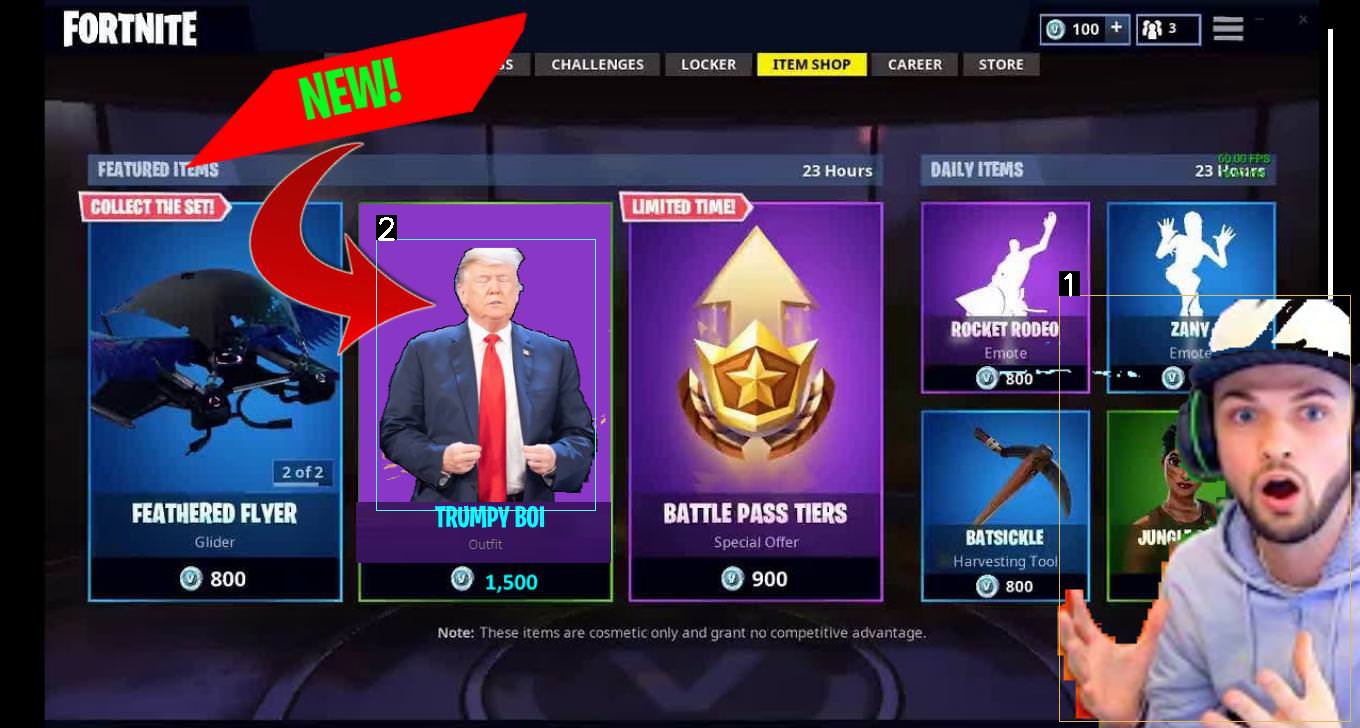 FORTNITE
100 +
3
NEW!
CHALLENGES
LOCKER
ITEM SHOP
CAREER
STORE
FEATURED ITEMS
23 Hours
DAILY ITEMS
23 Hours
COLLECT THE SET!
LIMITED TIME!
2
1
2 of 2
FEATHERED FLYER
Glider
800
TRUMPY BOI
Outfit
1,500
BATTLE PASS TIERS
Special Offer
900
ROCKET RODEO
Emote
800
ZANY
Emote
BATSICKLE
Harvesting Tool
800
Note: These items are cosmetic only and grant no competitive advantage.